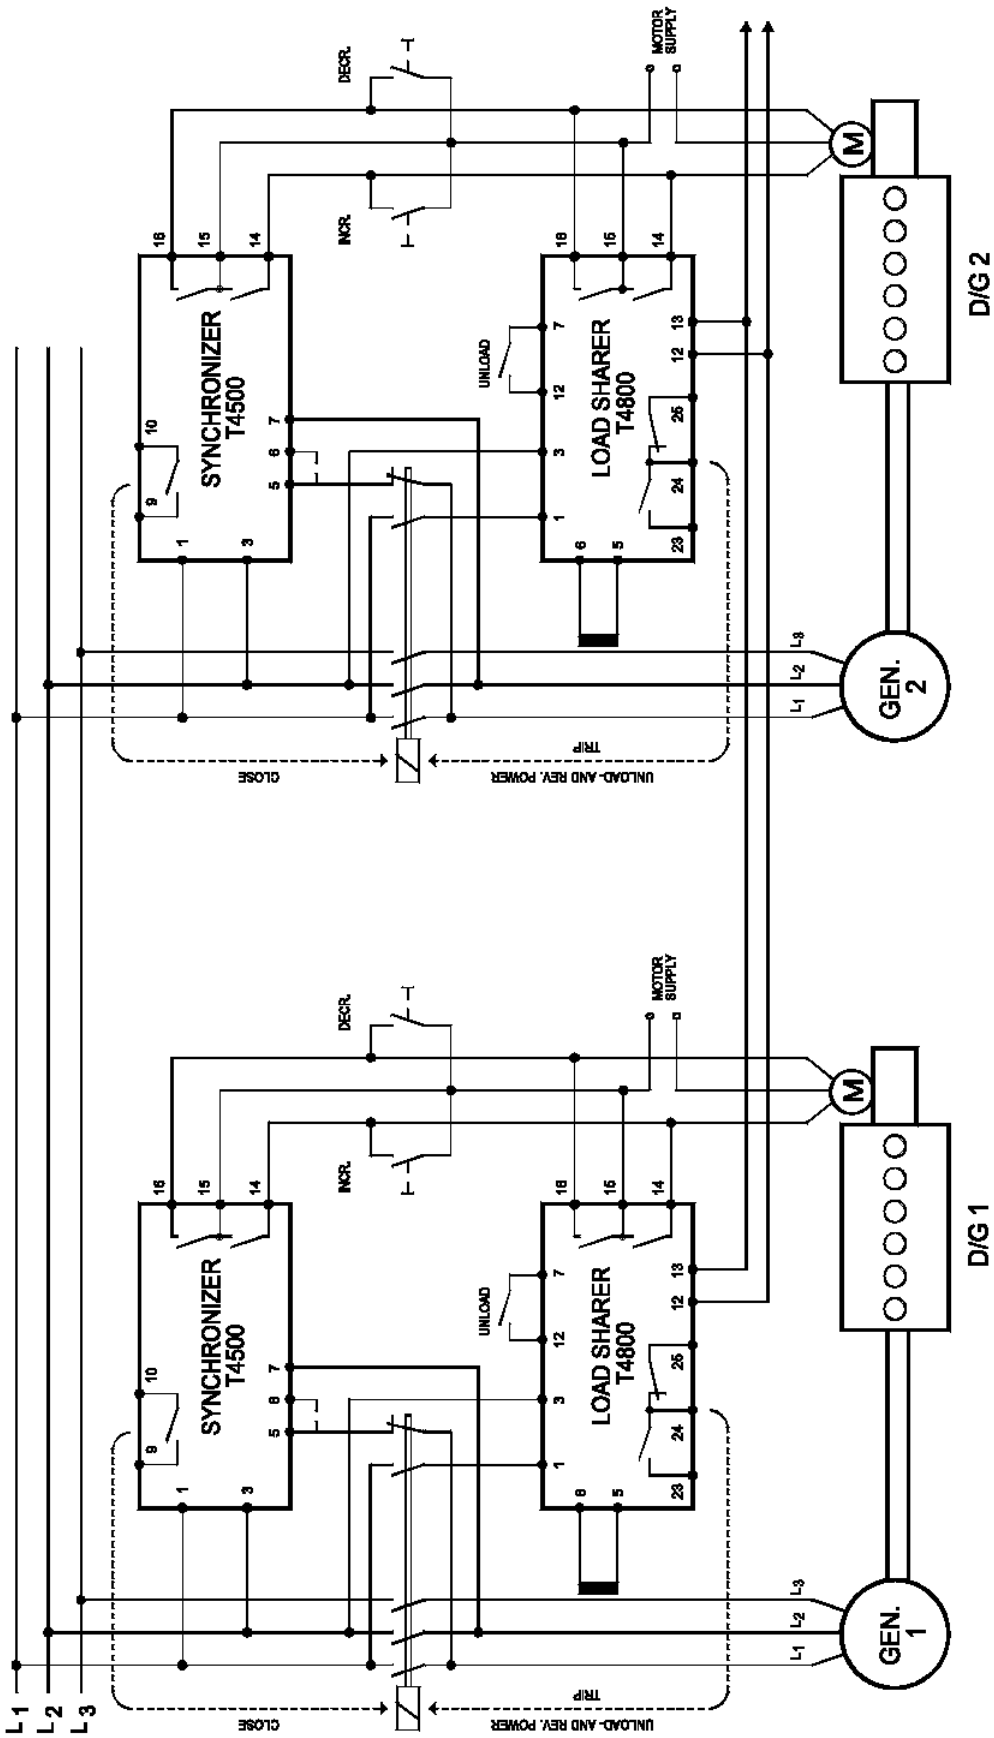 L1
L2
L3
CLOSE
UNLOAD-AND REV. POWER
TRIP
1
3
9
10
SYNCHRONIZER
T4500
5
6
7
16
15
14
INCR.
DECR.
UNLOAD
1
3
12
7
LOAD SHARER
T4800
6
5
23
24
25
12
13
16
15
14
MOTOR
SUPPLY
L1
L2
L3
GEN.
1
M
D/G 1
CLOSE
UNLOAD-AND REV. POWER
TRIP
1
3
9
10
SYNCHRONIZER
T4500
5
6
7
16
15
14
INCR.
DECR.
UNLOAD
1
3
12
7
LOAD SHARER
T4800
6
5
23
24
25
12
13
16
15
14
MOTOR
SUPPLY
L1
L2
L3
GEN.
2
M
D/G 2